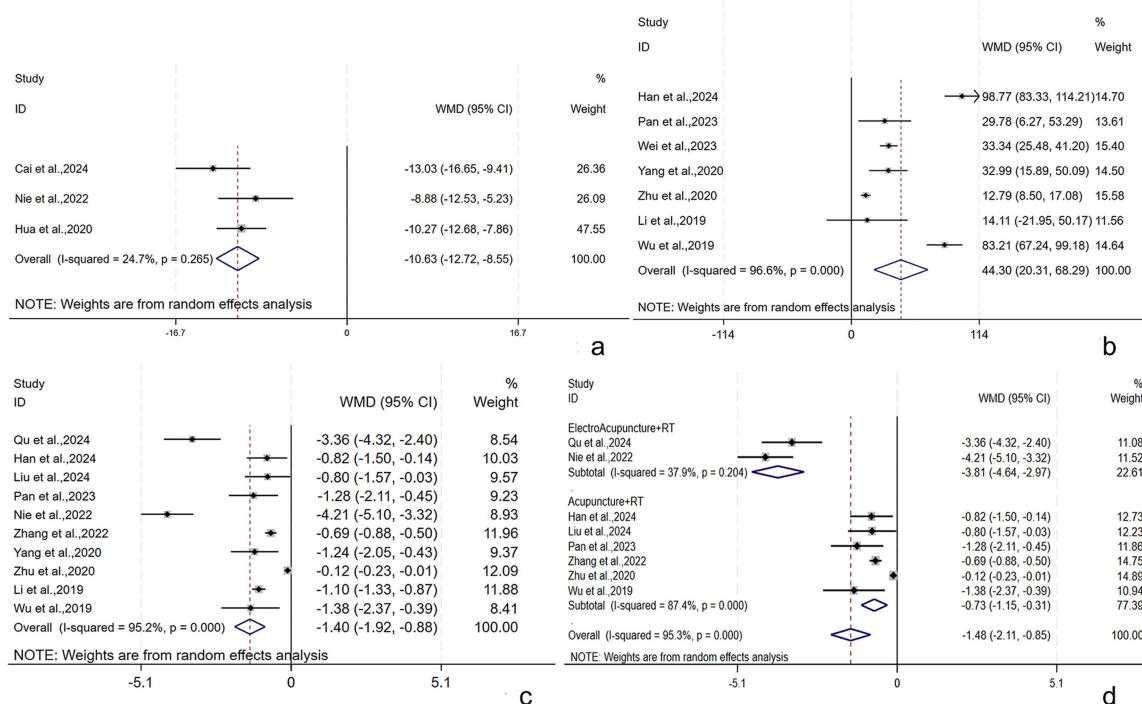 Study %
ID WMD (95% CI) Weight
Cai et al.,2024 -13.03 (-16.65, -9.41) 26.36
Nie et al.,2022 -8.88 (-12.53, -5.23) 26.09
Hua et al.,2020 -10.27 (-12.68, -7.86) 47.55
Overall (I-squared = 24.7%, p = 0.265) -10.63 (-12.72, -8.55) 100.00
NOTE: Weights are from random effects analysis
-16.7 0 16.7
a
Study %
ID WMD (95% CI) Weight
Han et al.,2024 98.77 (83.33, 114.21) 14.70
Pan et al.,2023 29.78 (6.27, 53.29) 13.61
Wei et al.,2023 33.34 (25.48, 41.20) 15.40
Yang et al.,2020 32.99 (15.89, 50.09) 14.50
Zhu et al.,2020 12.79 (8.50, 17.08) 15.58
Li et al.,2019 14.11 (-21.95, 50.17) 11.56
Wu et al.,2019 83.21 (67.24, 99.18) 14.64
Overall (I-squared = 96.6%, p = 0.000) 44.30 (20.31, 68.29) 100.00
NOTE: Weights are from random effects analysis
-114 0 114
b
Study %
ID WMD (95% CI) Weight
Qu et al.,2024 -3.36 (-4.32, -2.40) 8.54
Han et al.,2024 -0.82 (-1.50, -0.14) 10.03
Liu et al.,2024 -0.80 (-1.57, -0.03) 9.57
Pan et al.,2023 -1.28 (-2.11, -0.45) 9.23
Nie et al.,2022 -4.21 (-5.10, -3.32) 8.93
Zhang et al.,2022 -0.69 (-0.88, -0.50) 11.96
Yang et al.,2020 -1.24 (-2.05, -0.43) 9.37
Zhu et al.,2020 -0.12 (-0.23, -0.01) 12.09
Li et al.,2019 -1.10 (-1.33, -0.87) 11.88
Wu et al.,2019 -1.38 (-2.37, -0.39) 8.41
Overall (I-squared = 95.2%, p = 0.000) -1.40 (-1.92, -0.88) 100.00
NOTE: Weights are from random effects analysis
-5.1 0 5.1
c
Study %
ID WMD (95% CI) Weight
ElectroAcupuncture+RT
Qu et al.,2024 -3.36 (-4.32, -2.40) 11.08
Nie et al.,2022 -4.21 (-5.10, -3.32) 11.52
Subtotal (I-squared = 37.9%, p = 0.204) -3.81 (-4.64, -2.97) 22.61
Acupuncture+RT
Han et al.,2024 -0.82 (-1.50, -0.14) 12.73
Liu et al.,2024 -0.80 (-1.57, -0.03) 12.23
Pan et al.,2023 -1.28 (-2.11, -0.45) 11.86
Zhang et al.,2022 -0.69 (-0.88, -0.50) 14.75
Zhu et al.,2020 -0.12 (-0.23, -0.01) 14.89
Wu et al.,2019 -1.38 (-2.37, -0.39) 10.94
Subtotal (I-squared = 87.4%, p = 0.000) -0.73 (-1.15, -0.31) 77.39
Overall (I-squared = 95.3%, p = 0.000) -1.48 (-2.11, -0.85) 100.00
NOTE: Weights are from random effects analysis
-5.1 0 5.1
d